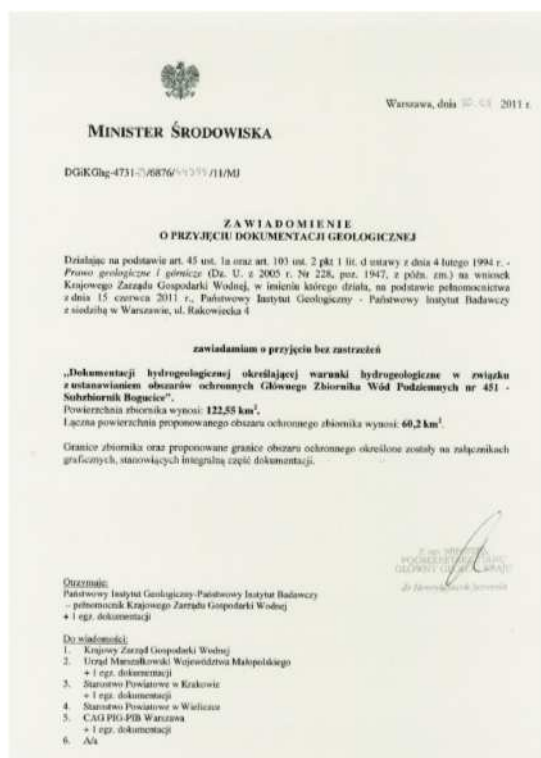 Warszawa, dnia 2011 r.
MINISTER ŚRODOWISKA
DGiKGhg-4731- /6876/ /11/MJ
ZAWIADOMIENIE
O PRZYJĘCIU DOKUMENTACJI GEOLOGICZNEJ
Działając na podstawie art. 45 ust. 1a oraz art. 103 ust. 2 pkt 1 lit. d ustawy z dnia 4 lutego 1994 r. -
Prawo geologiczne i górnicze (Dz. U. z 2005 r. Nr 228, poz. 1947, z późn. zm.) na wniosek
Krajowego Zarządu Gospodarki Wodnej, w imieniu którego działa, na podstawie pełnomocnictwa
z dnia 15 czerwca 2011 r., Państwowy Instytut Geologiczny - Państwowy Instytut Badawczy
z siedzibą w Warszawie, ul. Rakowiecka 4
zawiadamiam o przyjęciu bez zastrzeżeń
„Dokumentacji hydrogeologicznej określającej warunki hydrogeologiczne w związku
z ustanawianiem obszarów ochronnych Głównego Zbiornika Wód Podziemnych nr 451 -
Subzbiornik Bogucice".
Powierzchnia zbiornika wynosi: 122,55 km².
Łączna powierzchnia proponowanego obszaru ochronnego zbiornika wynosi: 60,2 km².
Granice zbiornika oraz proponowane granice obszaru ochronnego określone zostały na załącznikach
graficznych, stanowiących integralną część dokumentacji.
Z up. MINISTRA
PODSEKRETARZ STANU
GŁÓWNY GEOLOG KRAJU
Otrzymuje:
Państwowy Instytut Geologiczny-Państwowy Instytut Badawczy
– pełnomocnik Krajowego Zarządu Gospodarki Wodnej
+ 1 egz. dokumentacji
Do wiadomości:
1. Krajowy Zarząd Gospodarki Wodnej
2. Urząd Marszałkowski Województwa Małopolskiego
+ 1 egz. dokumentacji
3. Starostwo Powiatowe w Krakowie
+ 1 egz. dokumentacji
4. Starostwo Powiatowe w Wieliczce
5. CAG PIG-PIB Warszawa
+ 1 egz. dokumentacji
6. A/a